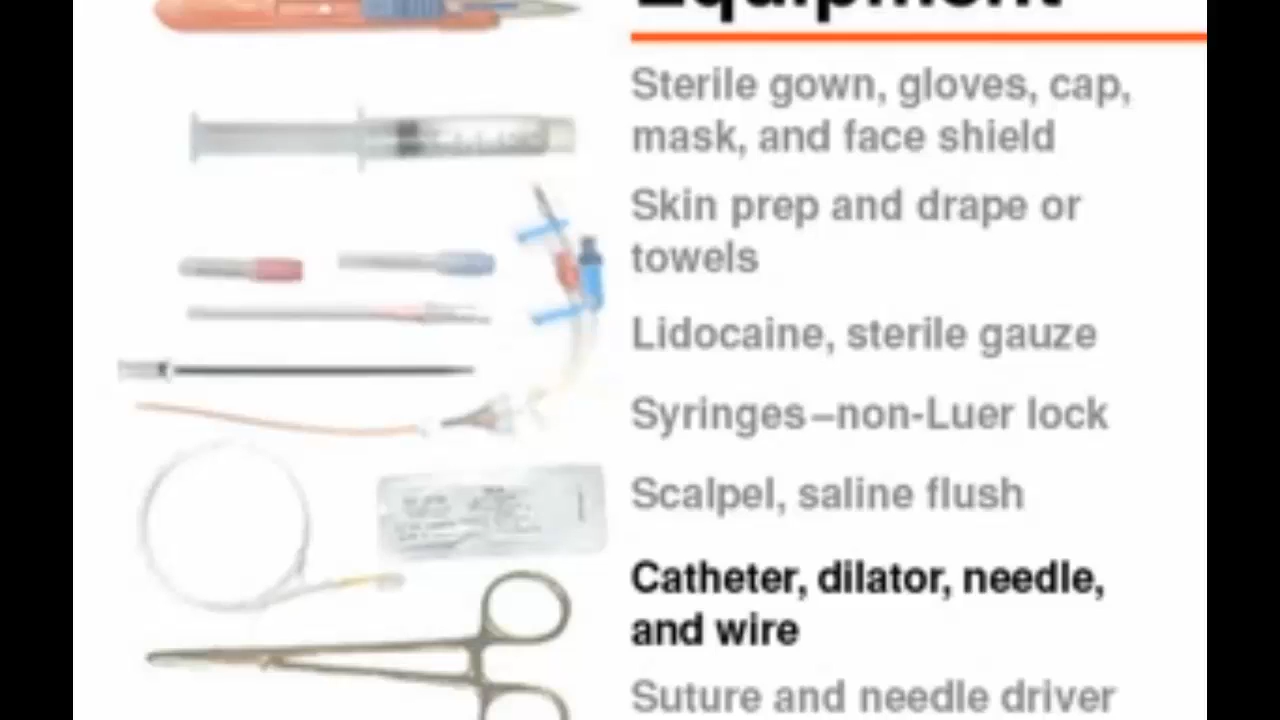 Equipment
Sterile gown, gloves, cap,
mask, and face shield
Skin prep and drape or
towels
Lidocaine, sterile gauze
Syringes–non-Luer lock
Scalpel, saline flush
Catheter, dilator, needle,
and wire
Suture and needle driver